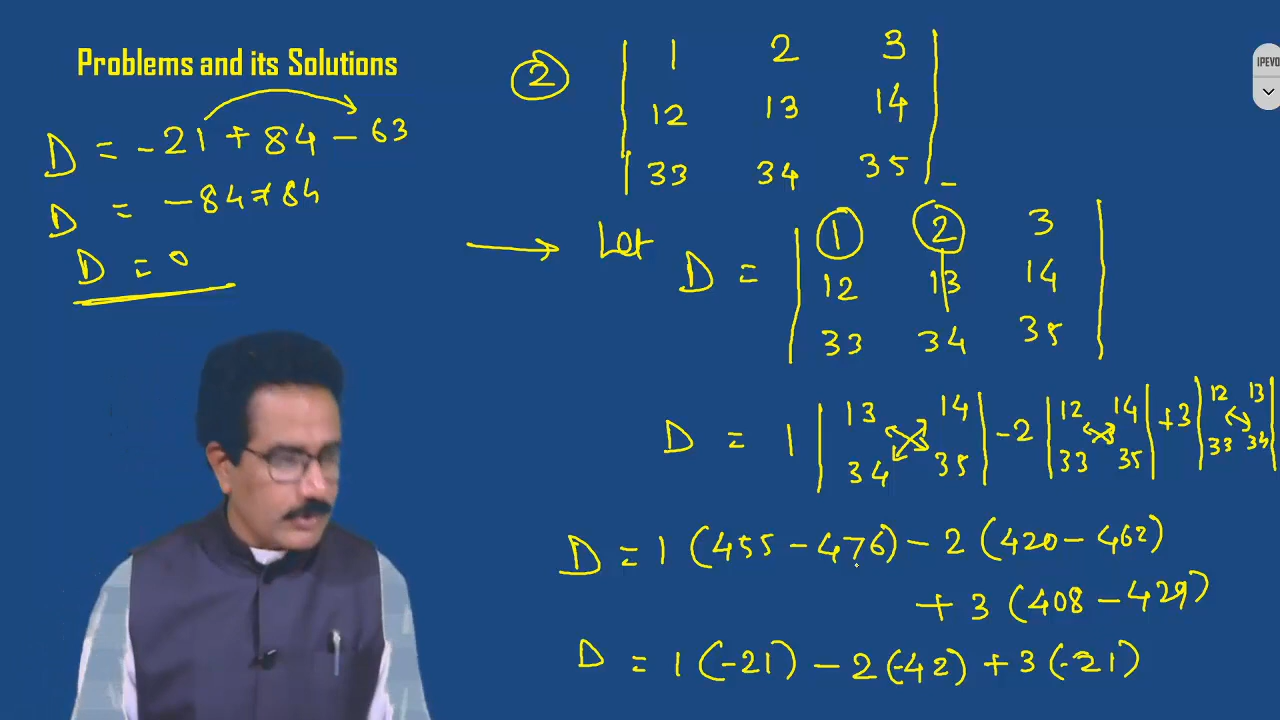 Problems and its Solutions
D = -21 + 84 - 63
D = -84 + 84
D = 0
2
1 2 3
12 13 14
33 34 35
Let D =
1 2 3
12 13 14
33 34 35
D = 1 | 13 14 | - 2 | 12 14 | + 3 | 12 13 |
34 35 33 35 33 34
D = 1 (455 - 476) - 2 (420 - 462)
+ 3 (408 - 429)
D = 1 (-21) - 2 (-42) + 3 (-21)
IPEVO